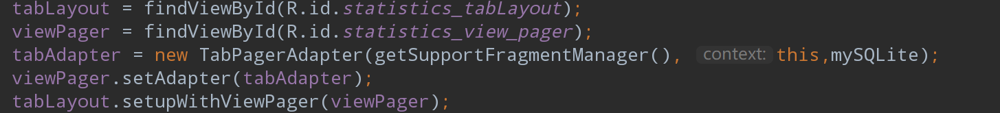 tabLayout = findViewById(R.id.statistics_tabLayout);
viewPager = findViewById(R.id.statistics_view_pager);
tabAdapter = new TabPagerAdapter(getSupportFragmentManager(), context: this,mySQLite);
viewPager.setAdapter(tabAdapter);
tabLayout.setupWithViewPager(viewPager);